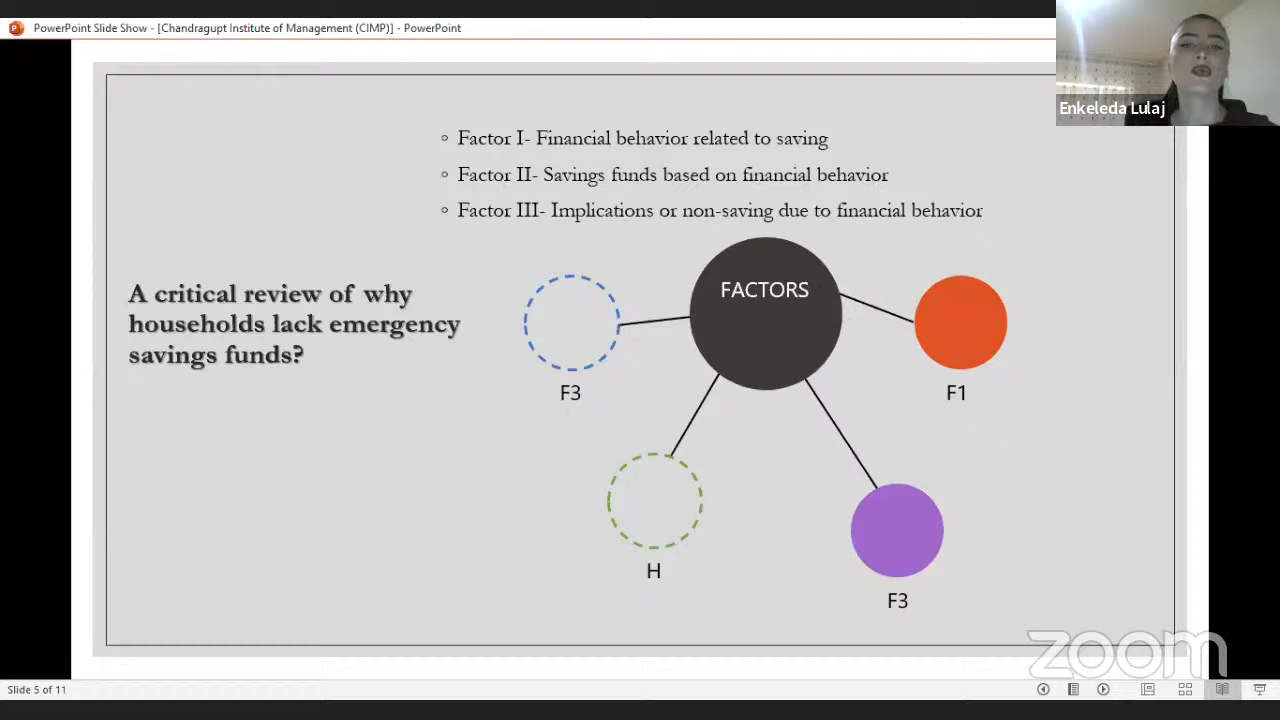 PowerPoint Slide Show - [Chandragupt Institute of Management (CIMP)] - PowerPoint
Enkeleda Lulaj
Factor I- Financial behavior related to saving
Factor II- Savings funds based on financial behavior
Factor III- Implications or non-saving due to financial behavior
A critical review of why
households lack emergency
savings funds?
FACTORS
F3
F1
H
F3
zoom
Slide 5 of 11